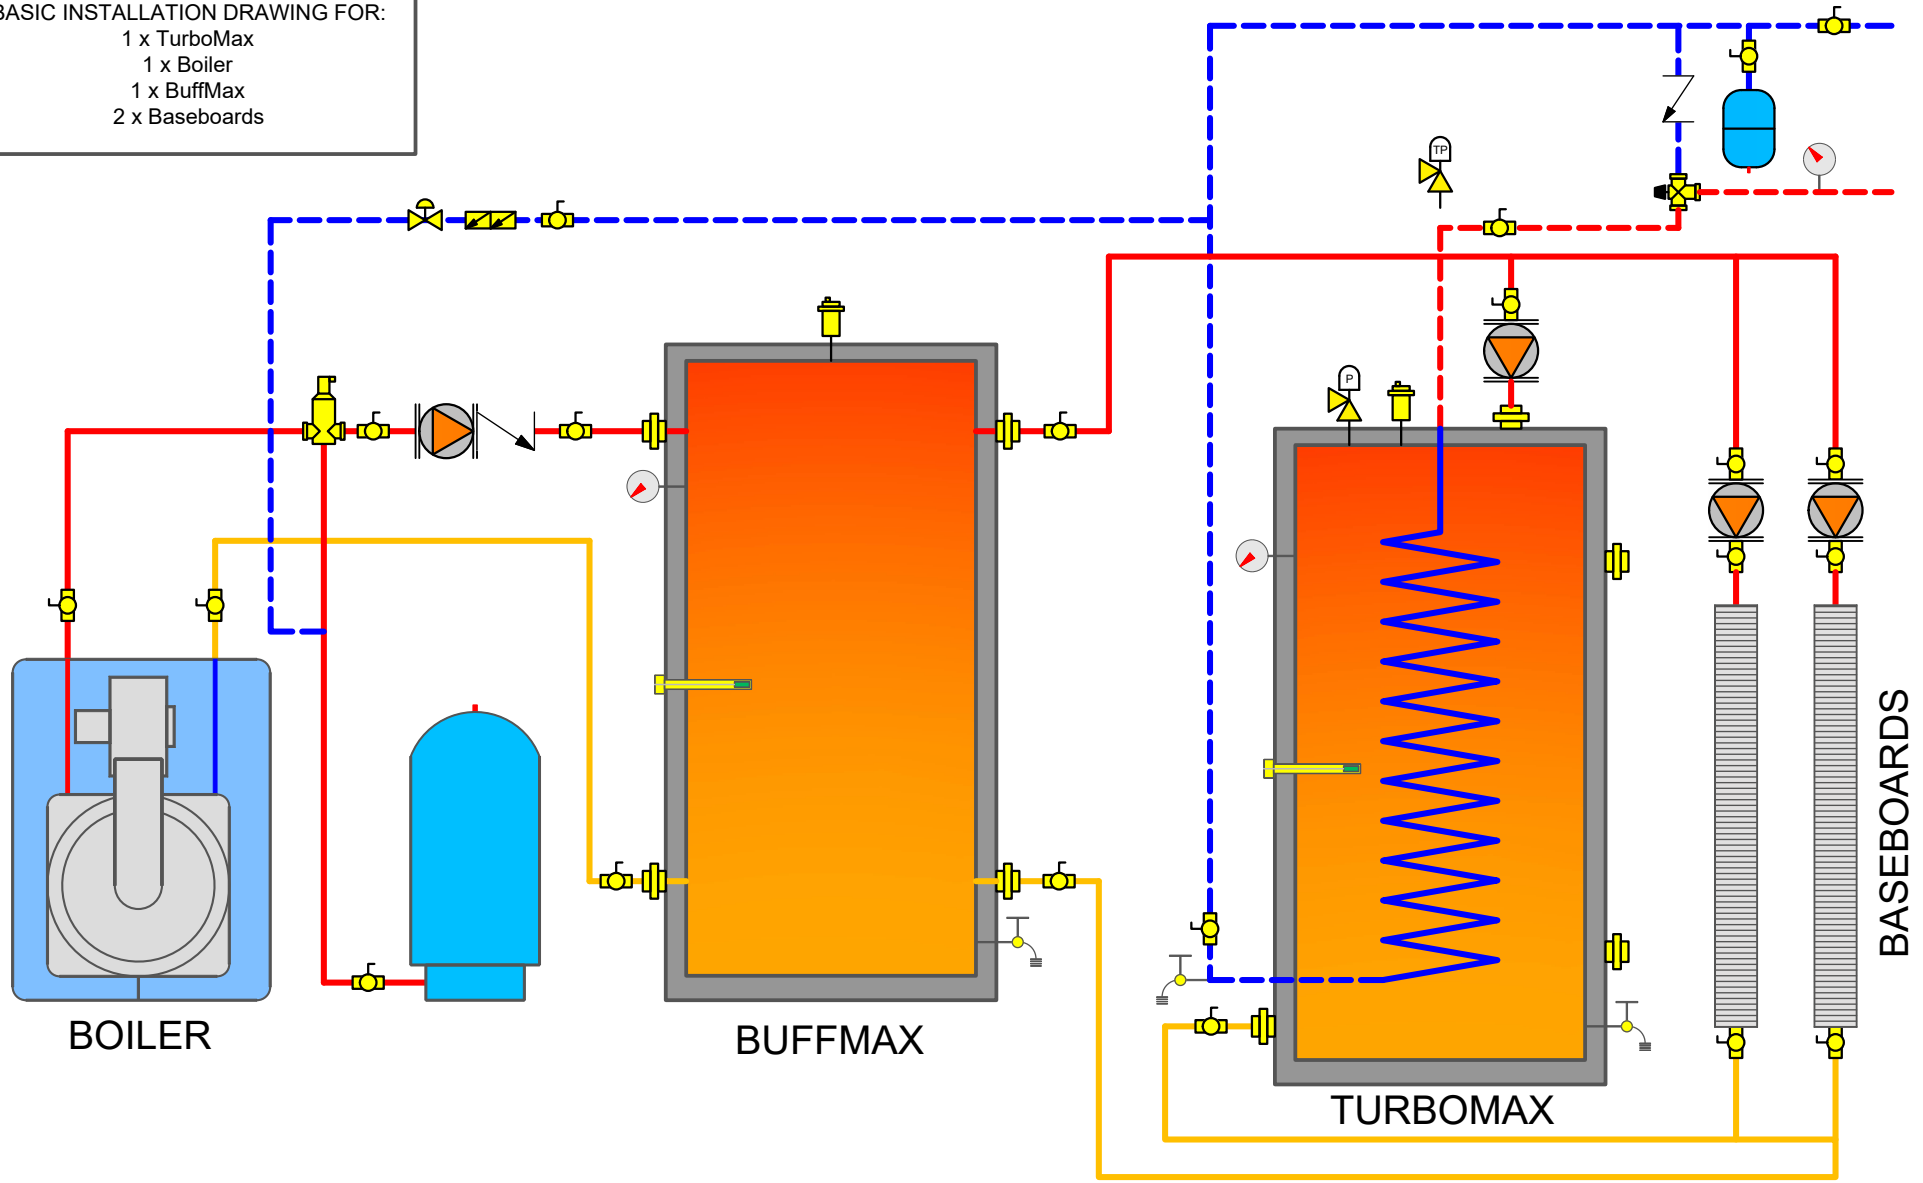 BASIC INSTALLATION DRAWING FOR:
1 x TurboMax
1 x Boiler
1 x BuffMax
2 x Baseboards
TP
P
BOILER
BUFFMAX
TURBOMAX
BASEBOARDS